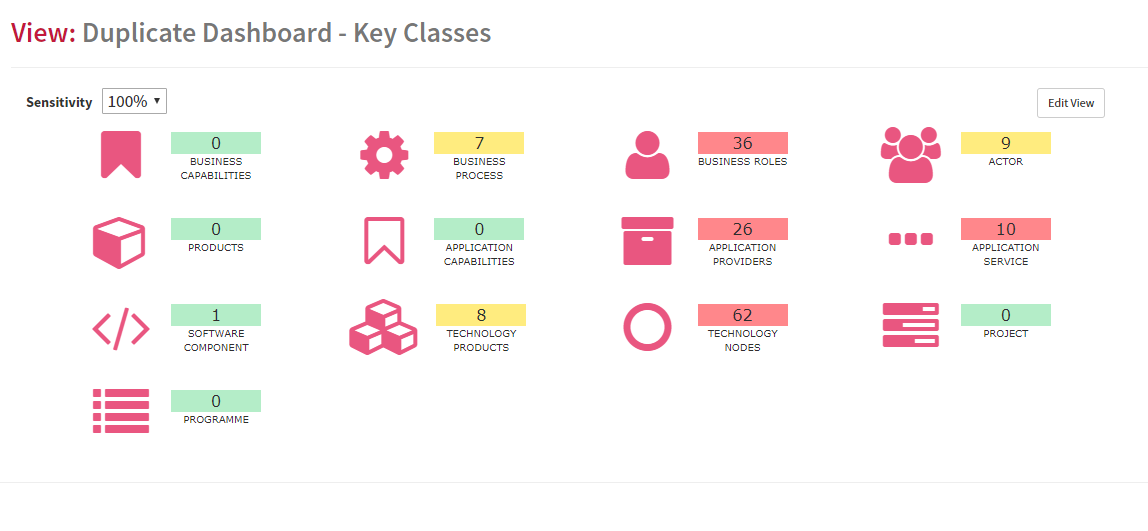 View: Duplicate Dashboard - Key Classes
Sensitivity 100% Edit View
0
BUSINESS
CAPABILITIES
7
BUSINESS
PROCESS
36
BUSINESS ROLES
9
ACTOR
0
PRODUCTS
0
APPLICATION
CAPABILITIES
26
APPLICATION
PROVIDERS
10
APPLICATION
SERVICE
1
SOFTWARE
COMPONENT
8
TECHNOLOGY
PRODUCTS
62
TECHNOLOGY
NODES
0
PROJECT
0
PROGRAMME